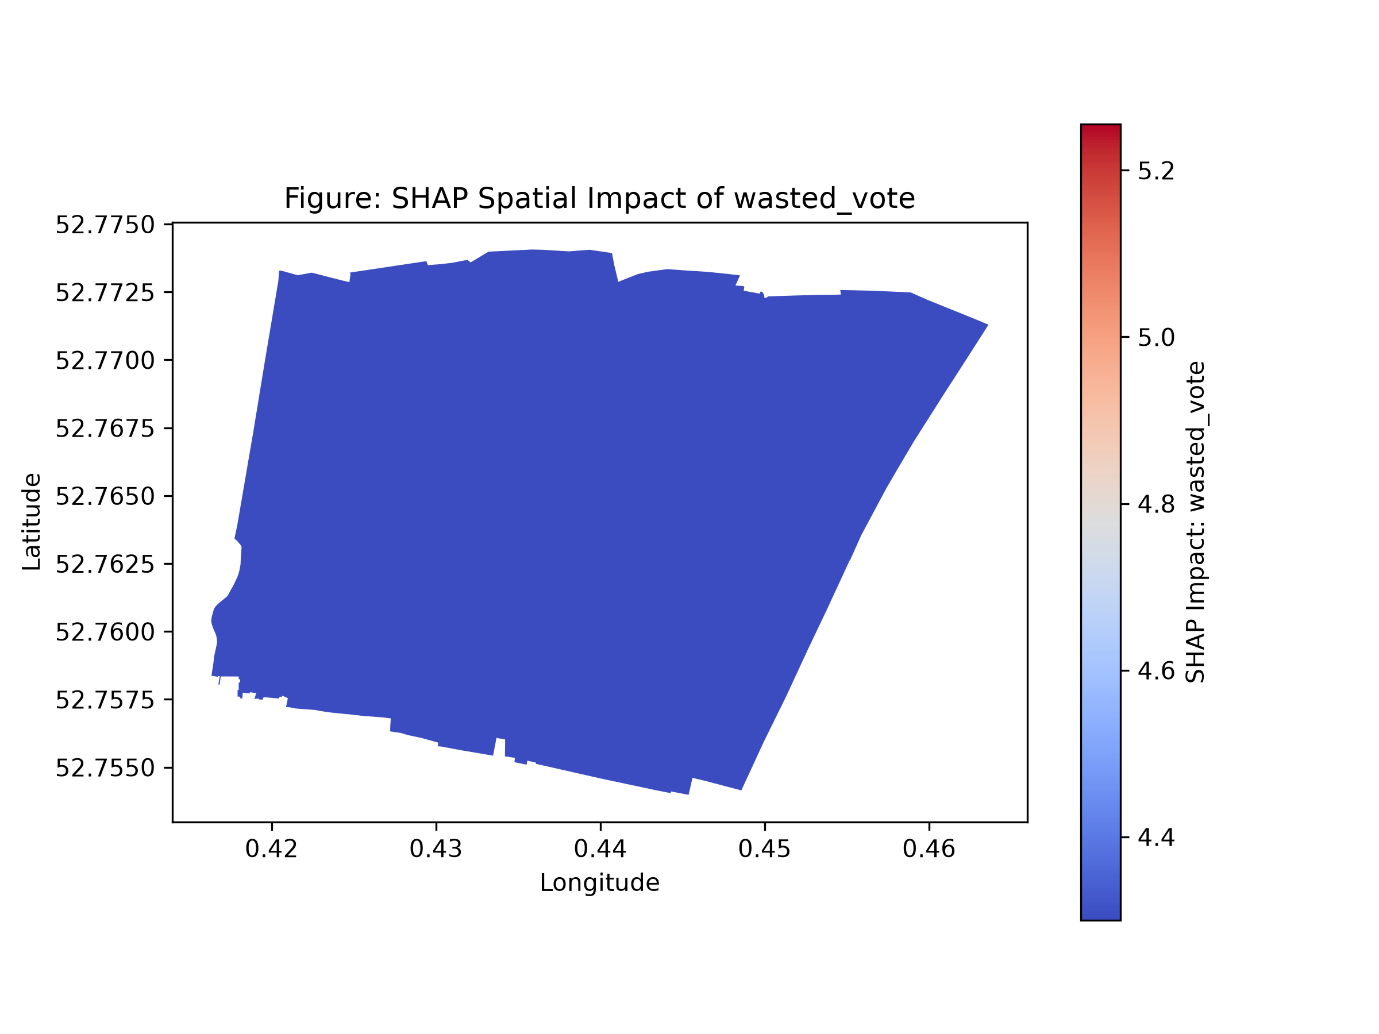 Figure: SHAP Spatial Impact of wasted_vote
52.7750
52.7725
52.7700
52.7675
52.7650
52.7625
52.7600
52.7575
52.7550
Latitude
0.42 0.43 0.44 0.45 0.46
Longitude
5.2
5.0
4.8
4.6
4.4
SHAP Impact: wasted_vote